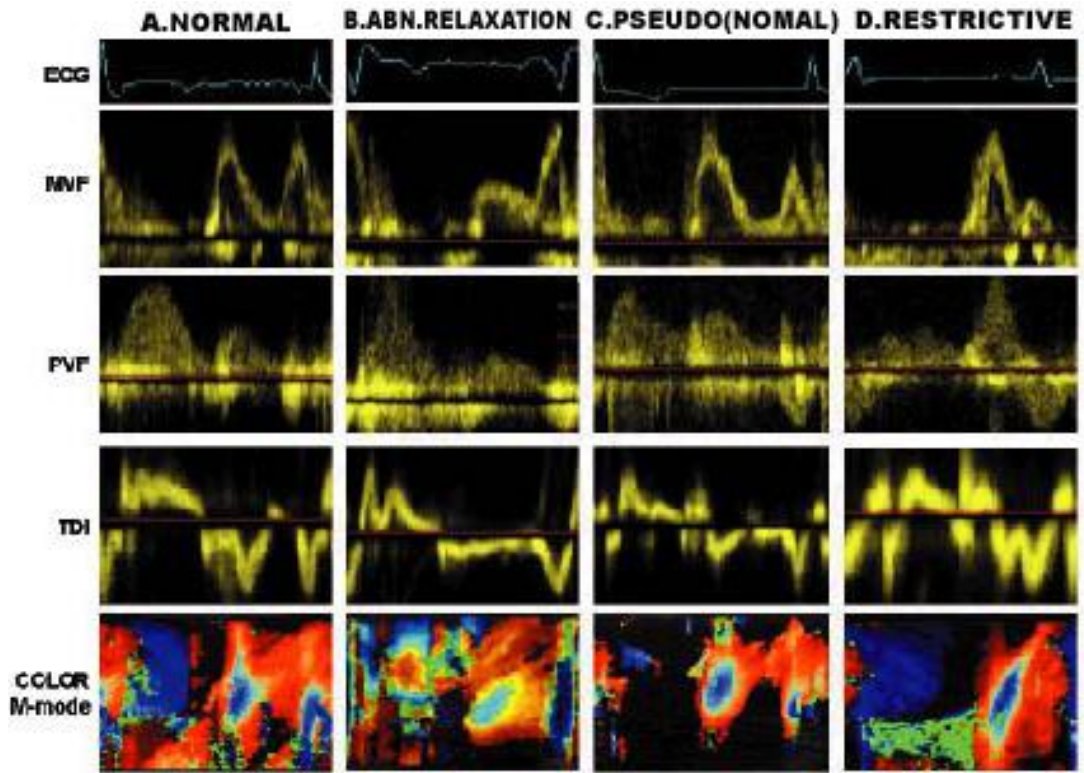 A.NORMAL B.ABN.RELAXATION C.PSEUDO(NOMAL) D.RESTRICTIVE
ECG
MVF
PVF
TDI
COLOR
M-mode